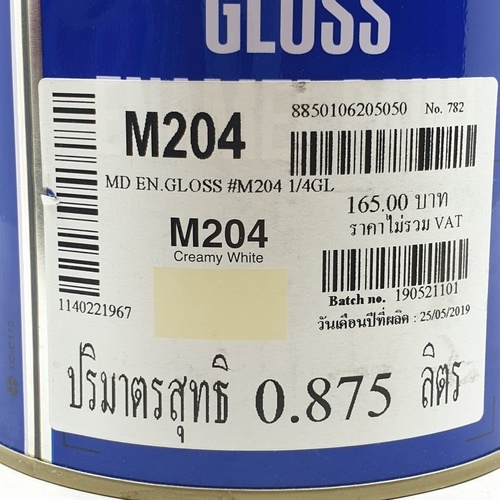 GLOSS
M204
8850106205050 No. 782
MD EN.GLOSS #M204 1/4GL
165.00 บาท
ราคาไม่รวม VAT
M204
Creamy White
Batch no. 190521101
วันเดือนปีที่ผลิต : 25/05/2019
1140221967
ปริมาตรสุทธิ 0.875 ลิตร